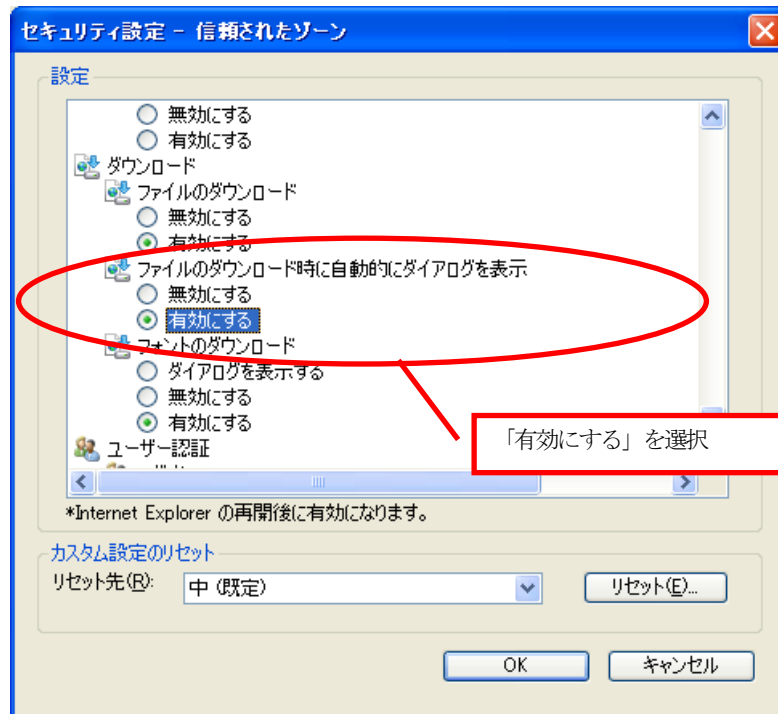 セキュリティ設定 - 信頼されたゾーン
設定
無効にする
有効にする
ダウンロード
ファイルのダウンロード
無効にする
有効にする
ファイルのダウンロード時に自動的にダイアログを表示
無効にする
有効にする
フォントのダウンロード
ダイアログを表示する
無効にする
有効にする
「有効にする」を選択
ユーザー認証
*Internet Explorer の再開後に有効になります。
カスタム設定のリセット
リセット先(R):
中 (既定)
リセット(E)...
OK
キャンセル